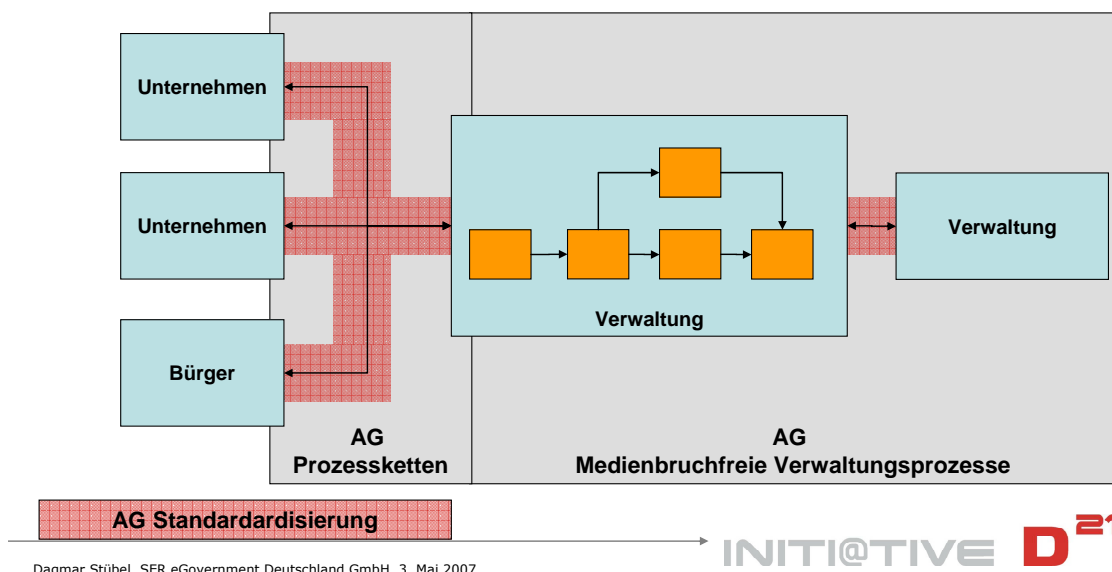 Unternehmen
Unternehmen
Bürger
Verwaltung
Verwaltung
AG
Prozessketten
AG
Medienbruchfreie Verwaltungsprozesse
AG Standardardisierung
INITI@TIVE D21
Dagmar Stübel, SER eGovernment Deutschland GmbH, 3. Mai 2007